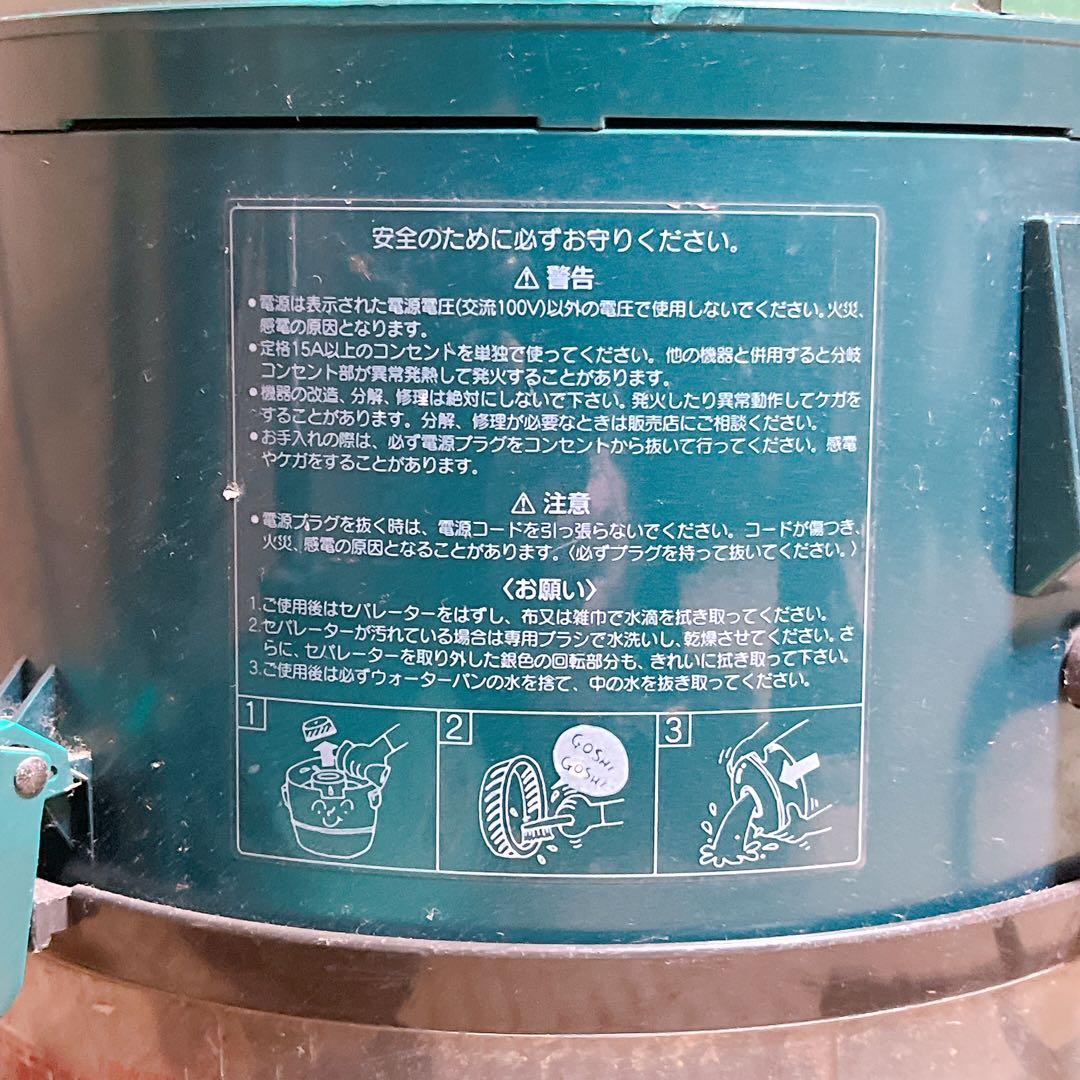 安全のために必ずお守りください。
⚠ 警告
●電源は表示された電源電圧(交流100V)以外の電圧で使用しないでください。火災、
感電の原因となります。
●定格15A以上のコンセントを単独で使ってください。他の機器と併用すると分岐
コンセント部が異常発熱して発火することがあります。
●機器の改造、分解、修理は絶対にしないで下さい。発火したり異常動作してケガを
することがあります。分解、修理が必要なときは販売店にご相談ください。
●お手入れの際は、必ず電源プラグをコンセントから抜いて行ってください。感電
やケガをすることがあります。
⚠ 注意
●電源プラグを抜く時は、電源コードを引っ張らないでください。コードが傷つき、
火災、感電の原因となることがあります。〈必ずプラグを持って抜いてください。〉
〈お願い〉
1.ご使用後はセパレーターをはずし、布又は雑巾で水滴を拭き取ってください。
2.セパレーターが汚れている場合は専用ブラシで水洗いし、乾燥させてください。さ
らに、セパレーターを取り外した銀色の回転部分も、きれいに拭き取って下さい。
3.ご使用後は必ずウォーターパンの水を捨て、中の水を抜き取ってください。
1
2
3
GOSHI
GOSHI